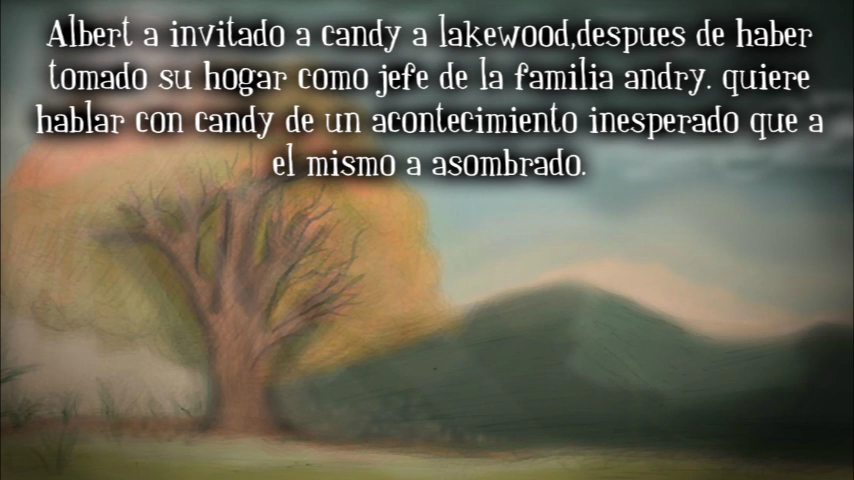 Albert a invitado a candy a lakewood,despues de haber
tomado su hogar como jefe de la familia andry. quiere
hablar con candy de un acontecimiento inesperado que a
el mismo a asombrado.